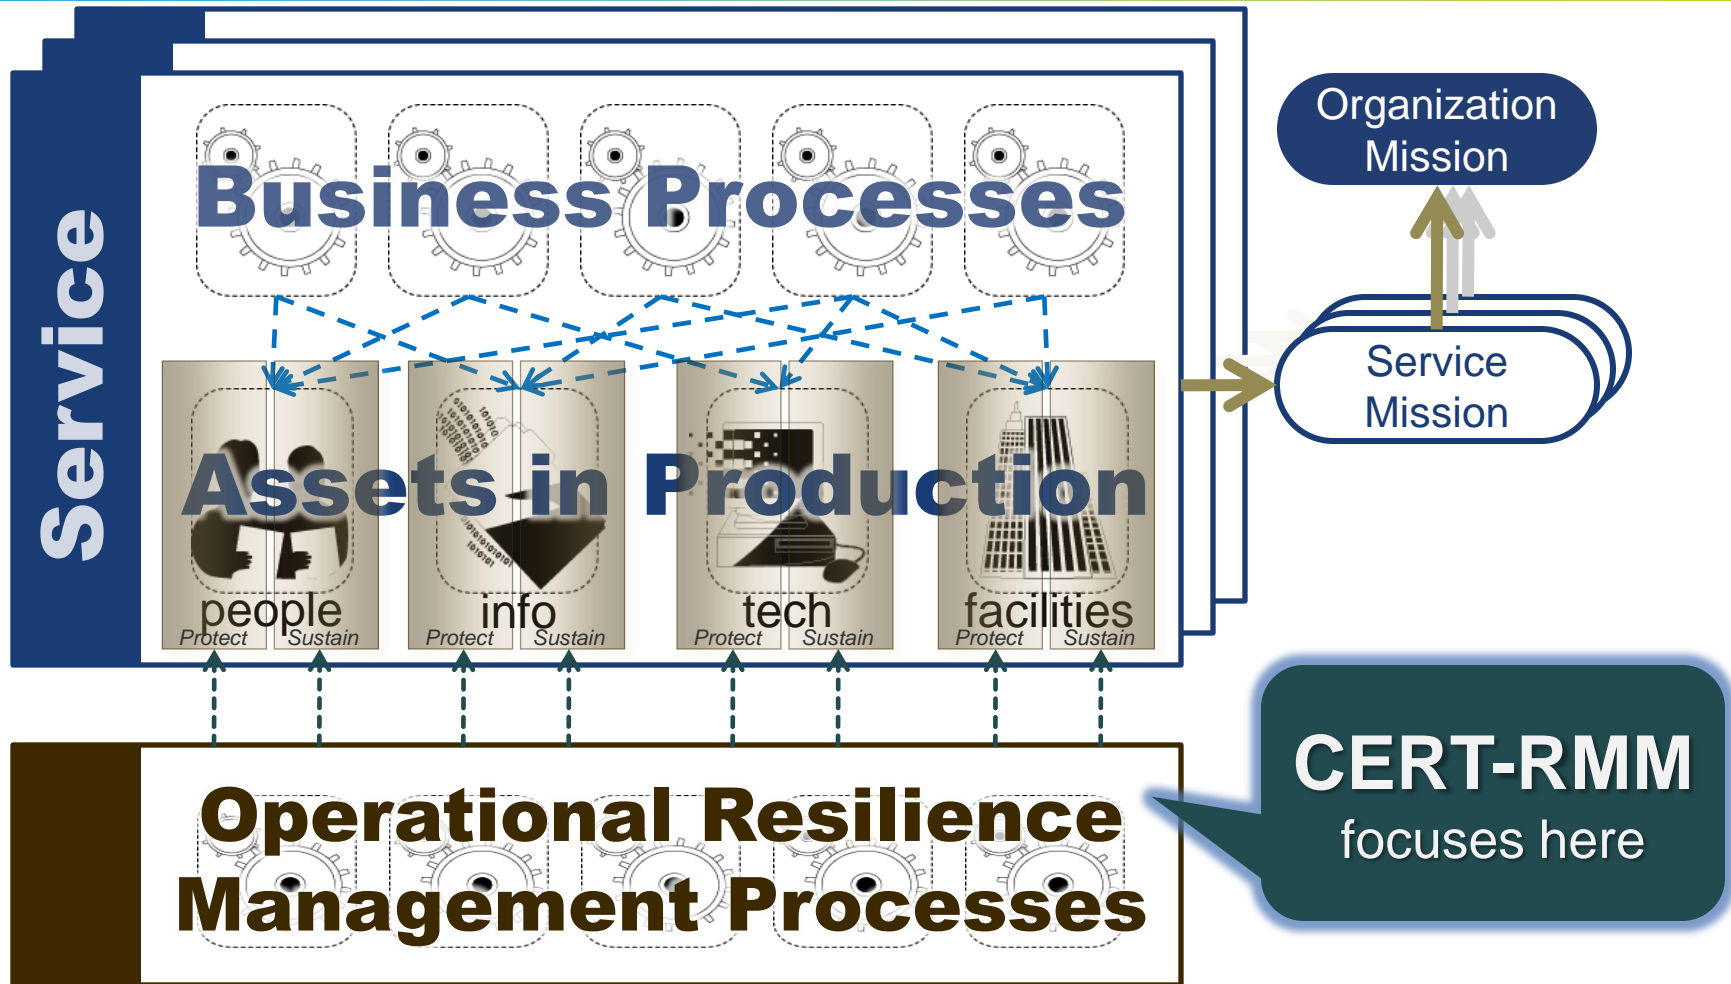 Service
Business Processes
Assets in Production
people
info
tech
facilities
Protect Sustain
Protect Sustain
Protect Sustain
Protect Sustain
Organization
Mission
Service
Mission
Operational Resilience
Management Processes
CERT-RMM
focuses here